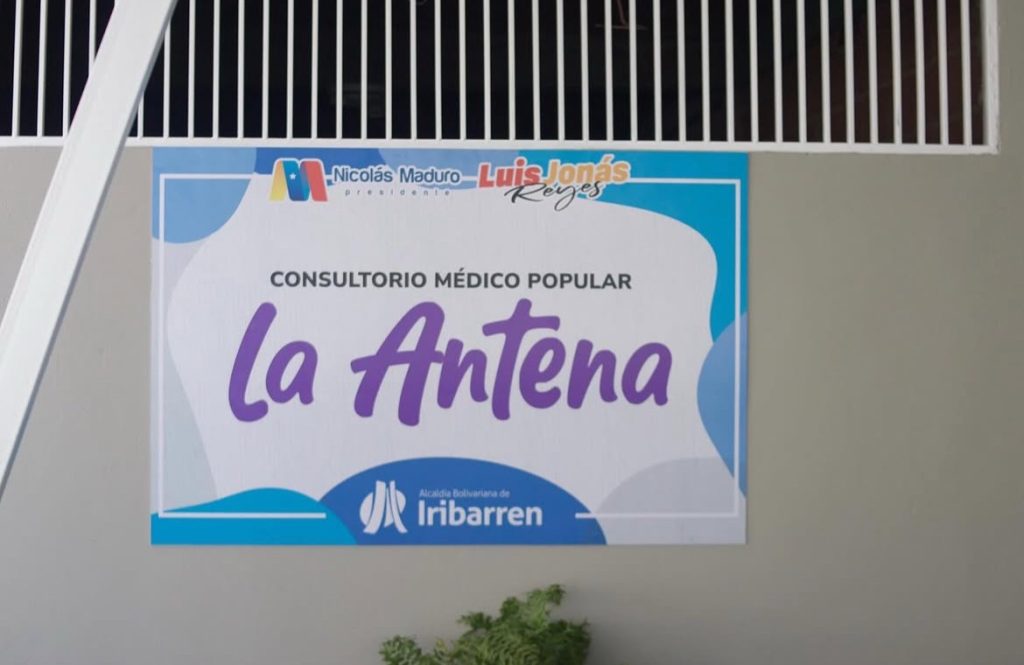 Nicolás Maduro
presidente
Luis Jonás
Reyes
CONSULTORIO MÉDICO POPULAR
La Antena
Alcaldía Bolivariana de
Iribarren